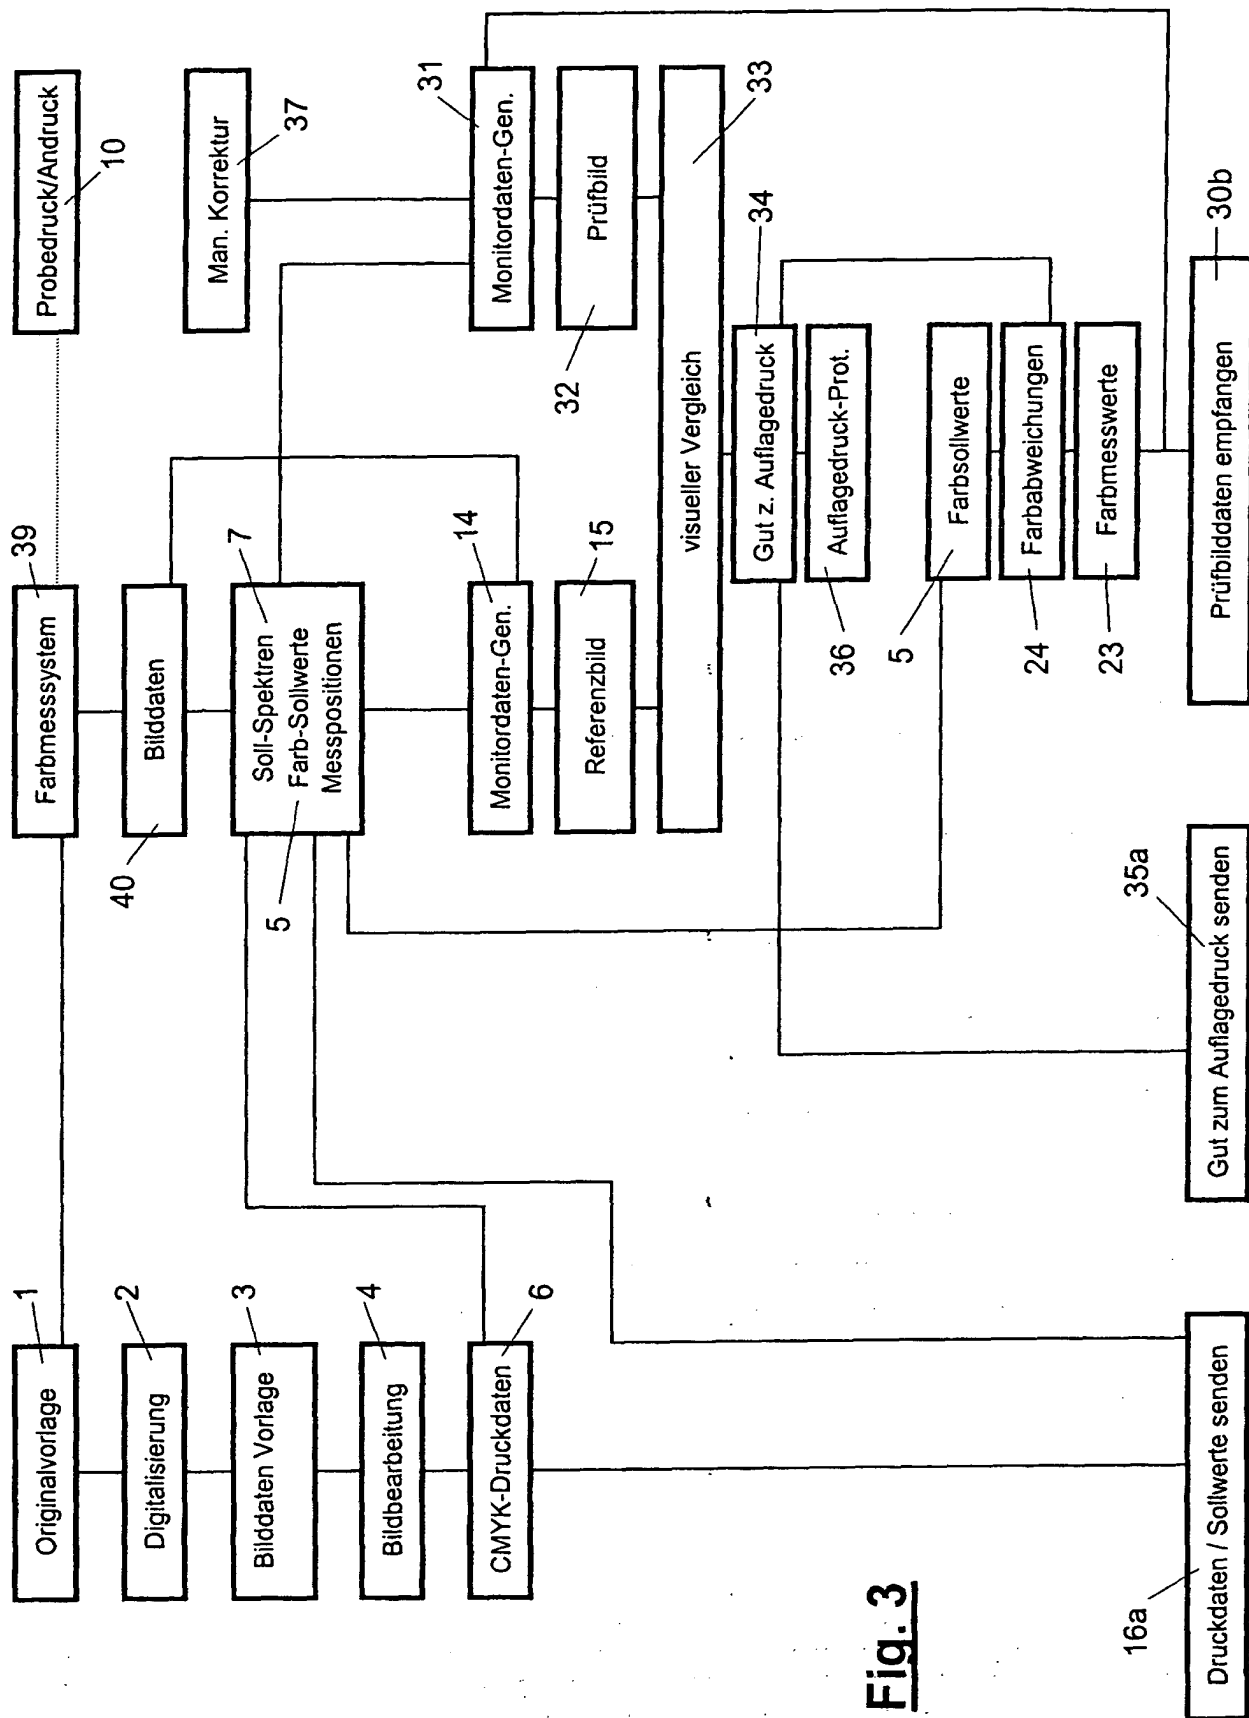 Originalvorlage
1
Digitalisierung
2
Bilddaten Vorlage
3
Bildbearbeitung
4
CMYK-Druckdaten
6
Druckdaten / Sollwerte senden
16a
Farbmesssystem
39
Bilddaten
40
Soll-Spektren
Farb-Sollwerte
Messpositionen
7
5
Monitordaten-Gen.
14
Referenzbild
15
Probedruck/Andruck
10
Man. Korrektur
37
Monitordaten-Gen.
31
Prüfbild
32
visueller Vergleich
33
Gut z. Auflagedruck
34
Auflagedruck-Prot.
36
Farbsollwerte
5
Farbabweichungen
24
Farbmesswerte
23
Gut zum Auflagedruck senden
35a
Prüfbilddaten empfangen
30b
Fig. 3